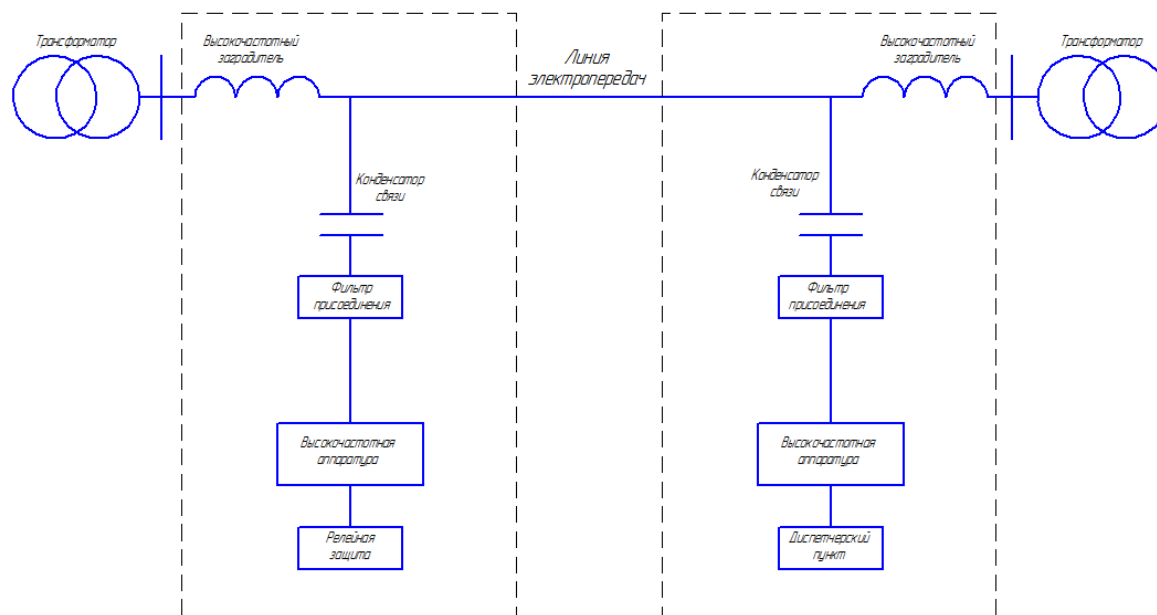 Трансформатор
Высокочастотный
заградитель
Линия
электропередач
Высокочастотный
заградитель
Трансформатор
Конденсатор
связи
Конденсатор
связи
Фильтр
присоединения
Фильтр
присоединения
Высокочастотная
аппаратура
Высокочастотная
аппаратура
Релейная
защита
Диспетчерский
пункт